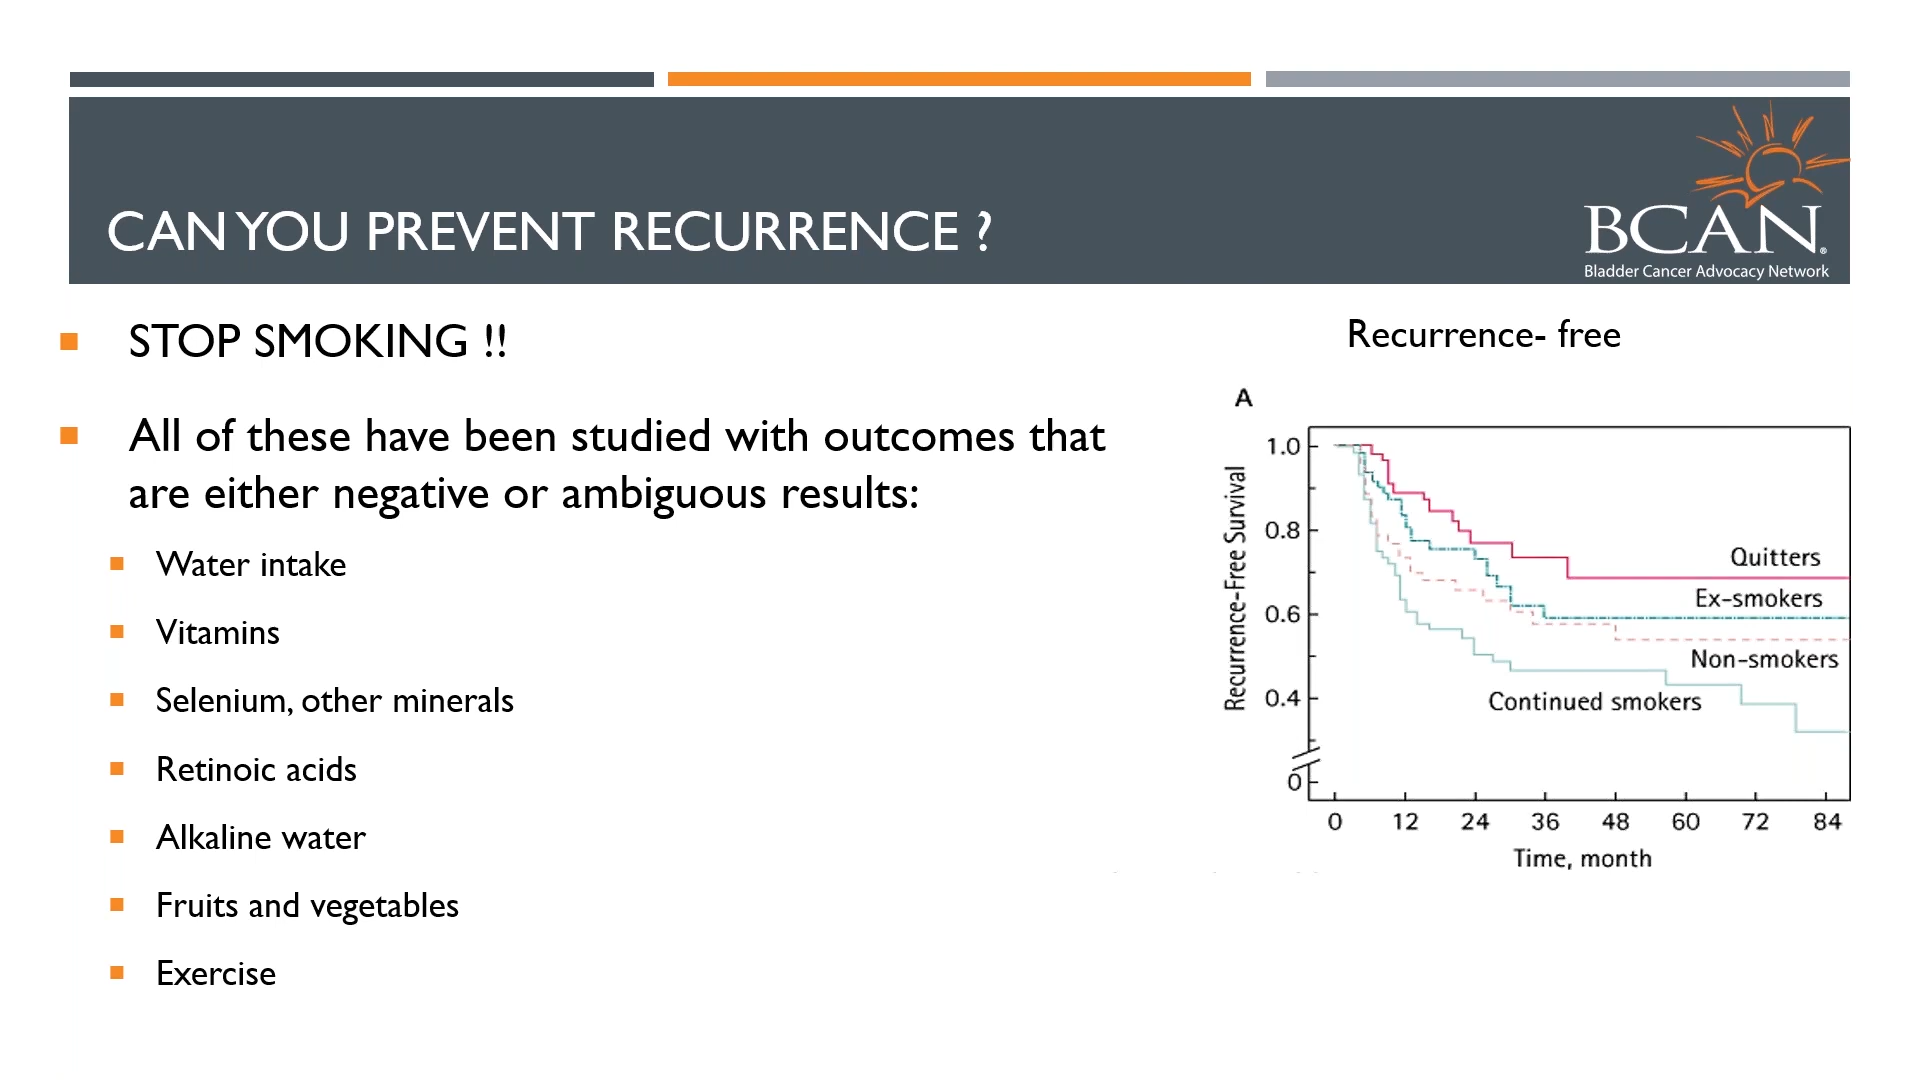 CAN YOU PREVENT RECURRENCE ?
BCAN®
Bladder Cancer Advocacy Network
STOP SMOKING !!
All of these have been studied with outcomes that
are either negative or ambiguous results:
Water intake
Vitamins
Selenium, other minerals
Retinoic acids
Alkaline water
Fruits and vegetables
Exercise
Recurrence- free
A
Recurrence-Free Survival
1.0
0.8
0.6
0.4
0
Quitters
Ex-smokers
Non-smokers
Continued smokers
0 12 24 36 48 60 72 84
Time, month